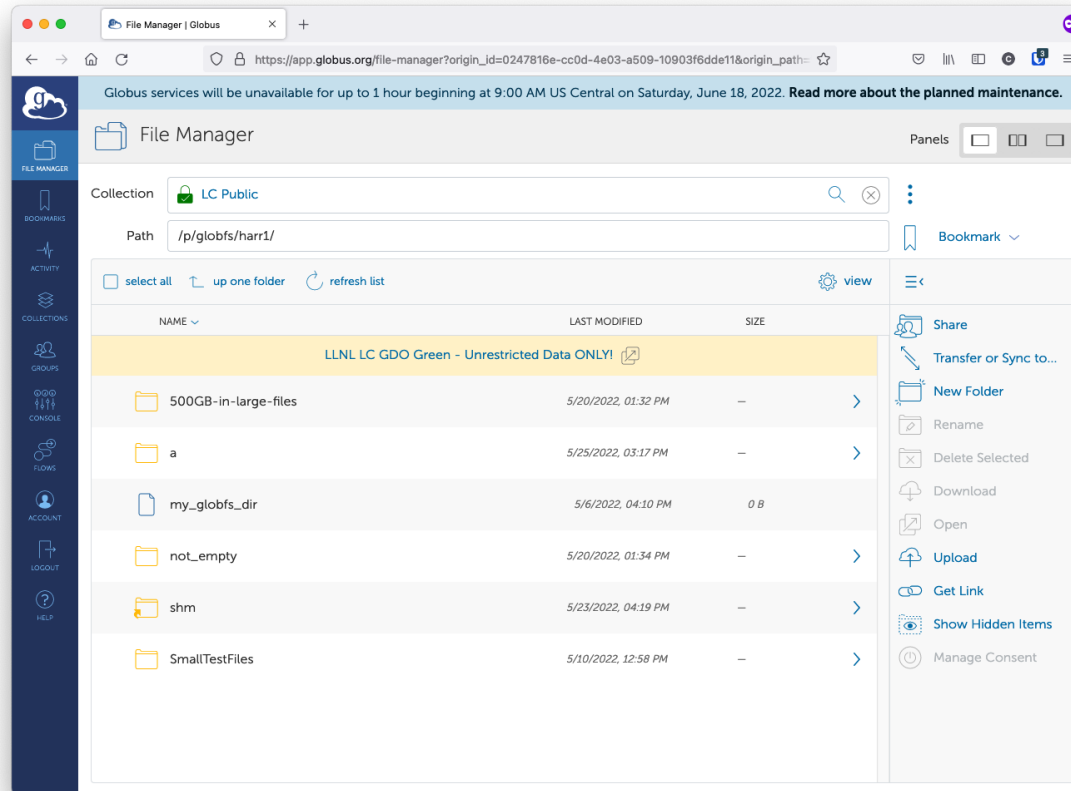 File Manager | Globus
https://app.globus.org/file-manager?origin_id=0247816e-cc0d-4e03-a509-10903f6dde11&origin_path=
3
Globus services will be unavailable for up to 1 hour beginning at 9:00 AM US Central on Saturday, June 18, 2022. Read more about the planned maintenance.
g
FILE MANAGER
BOOKMARKS
ACTIVITY
COLLECTIONS
GROUPS
CONSOLE
FLOWS
ACCOUNT
LOGOUT
HELP
File Manager
Panels
Collection LC Public
Path /p/globfs/harr1/
Bookmark
select all up one folder refresh list view
NAME LAST MODIFIED SIZE
LLNL LC GDO Green - Unrestricted Data ONLY!
500GB-in-large-files 5/20/2022, 01:32 PM –
a 5/25/2022, 03:17 PM –
my_globfs_dir 5/6/2022, 04:10 PM 0 B
not_empty 5/20/2022, 01:34 PM –
shm 5/23/2022, 04:19 PM –
SmallTestFiles 5/10/2022, 12:58 PM –
Share
Transfer or Sync to...
New Folder
Rename
Delete Selected
Download
Open
Upload
Get Link
Show Hidden Items
Manage Consent